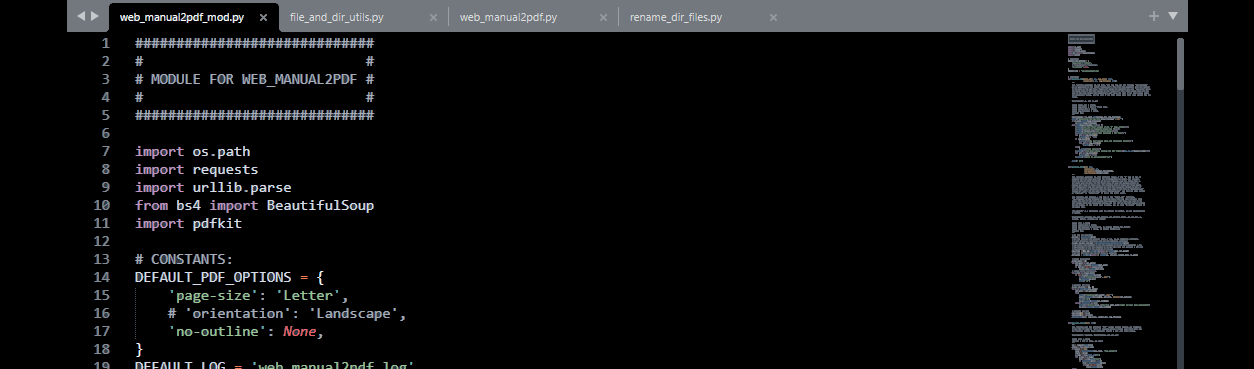 web_manual2pdf_mod.py × file_and_dir_utils.py × web_manual2pdf.py × rename_dir_files.py ×
1 #############################
2 #                           #
3 # MODULE FOR WEB_MANUAL2PDF #
4 #                           #
5 #############################
6
7 import os.path
8 import requests
9 import urllib.parse
10 from bs4 import BeautifulSoup
11 import pdfkit
12
13 # CONSTANTS:
14 DEFAULT_PDF_OPTIONS = {
15     'page-size': 'Letter',
16     # 'orientation': 'Landscape',
17     'no-outline': None,
18 }
19 DEFAULT_LOG = 'web_manual2pdf.log'